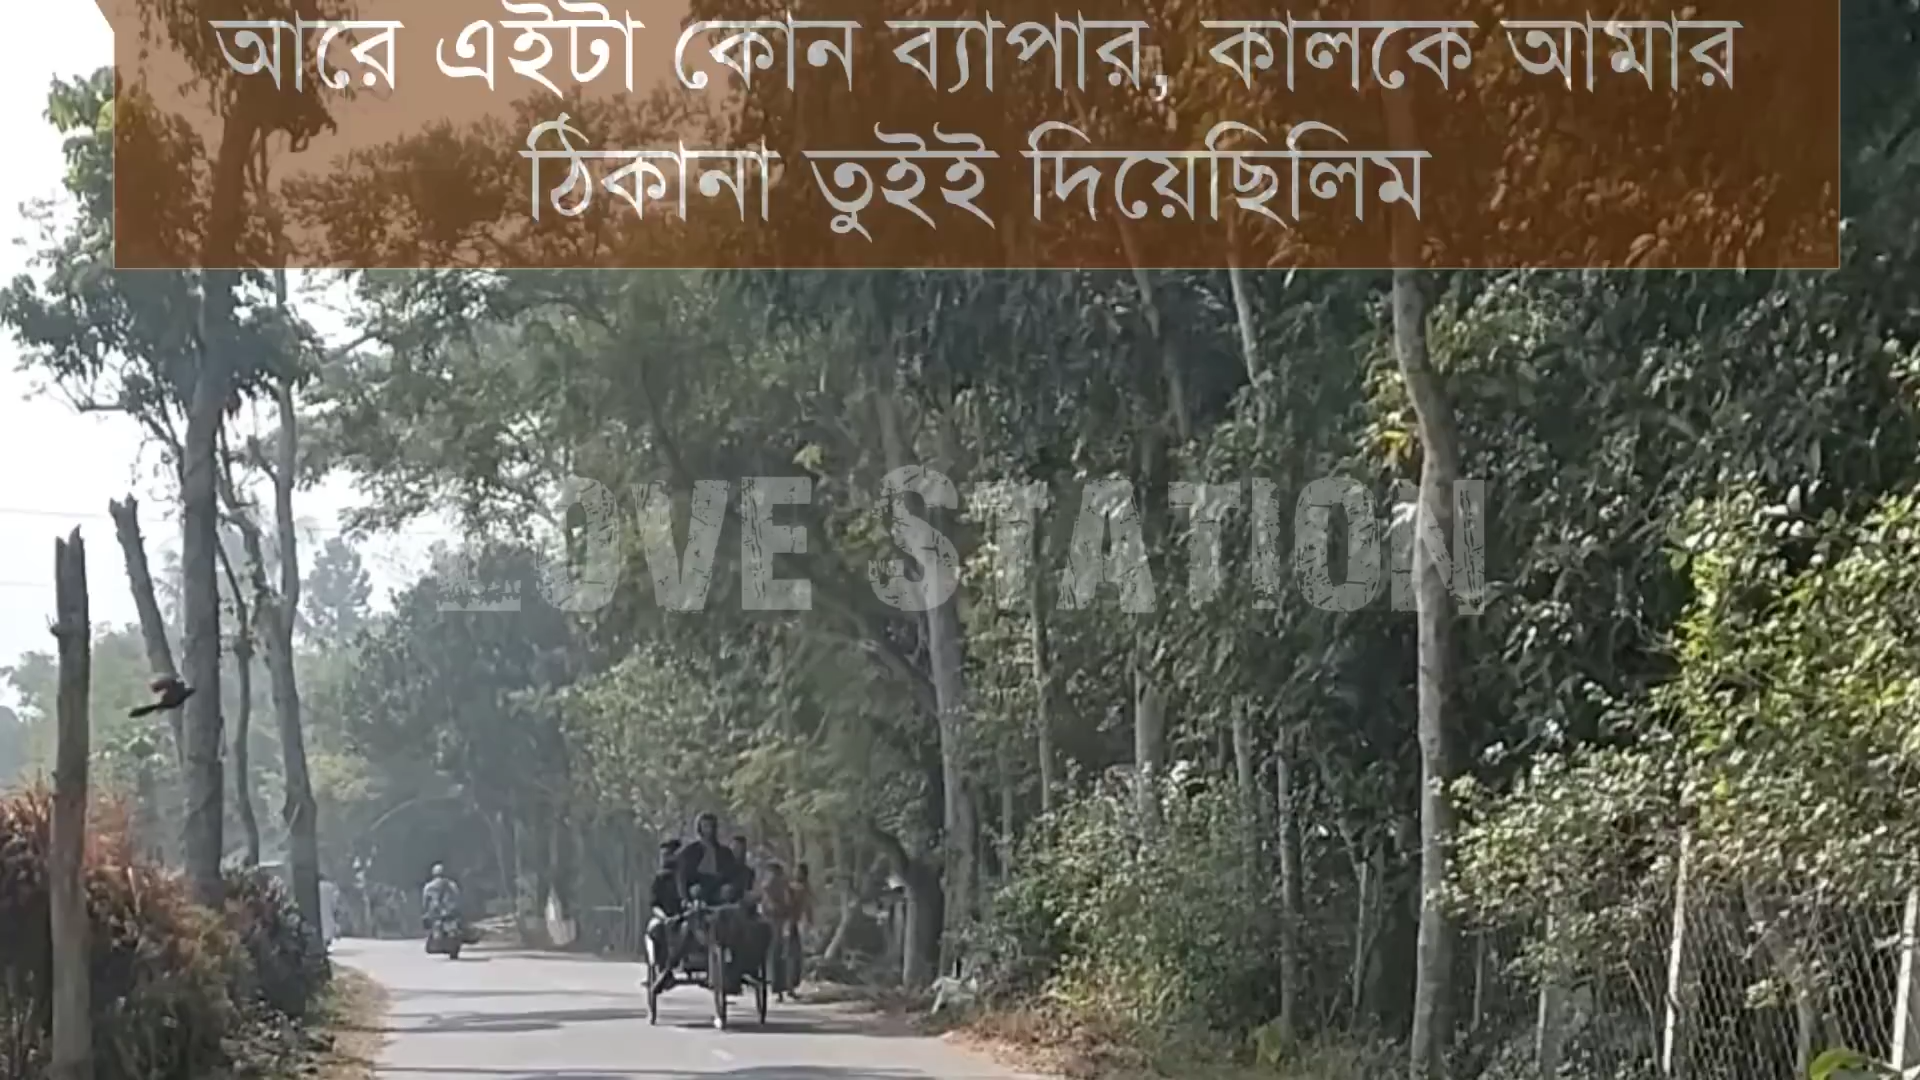 আরে এইটা কোন ব্যাপার, কালকে আমার
ঠিকানা তুইই দিয়েছিলিম
LOVE STATION